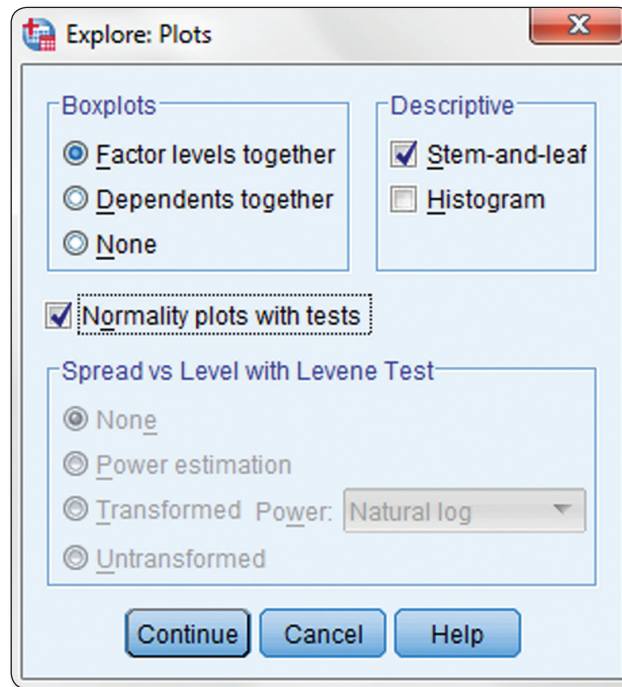 Explore: Plots
Boxplots
Factor levels together
Dependents together
None
Descriptive
Stem-and-leaf
Histogram
Normality plots with tests
Spread vs Level with Levene Test
None
Power estimation
Transformed Power: Natural log
Untransformed
Continue Cancel Help